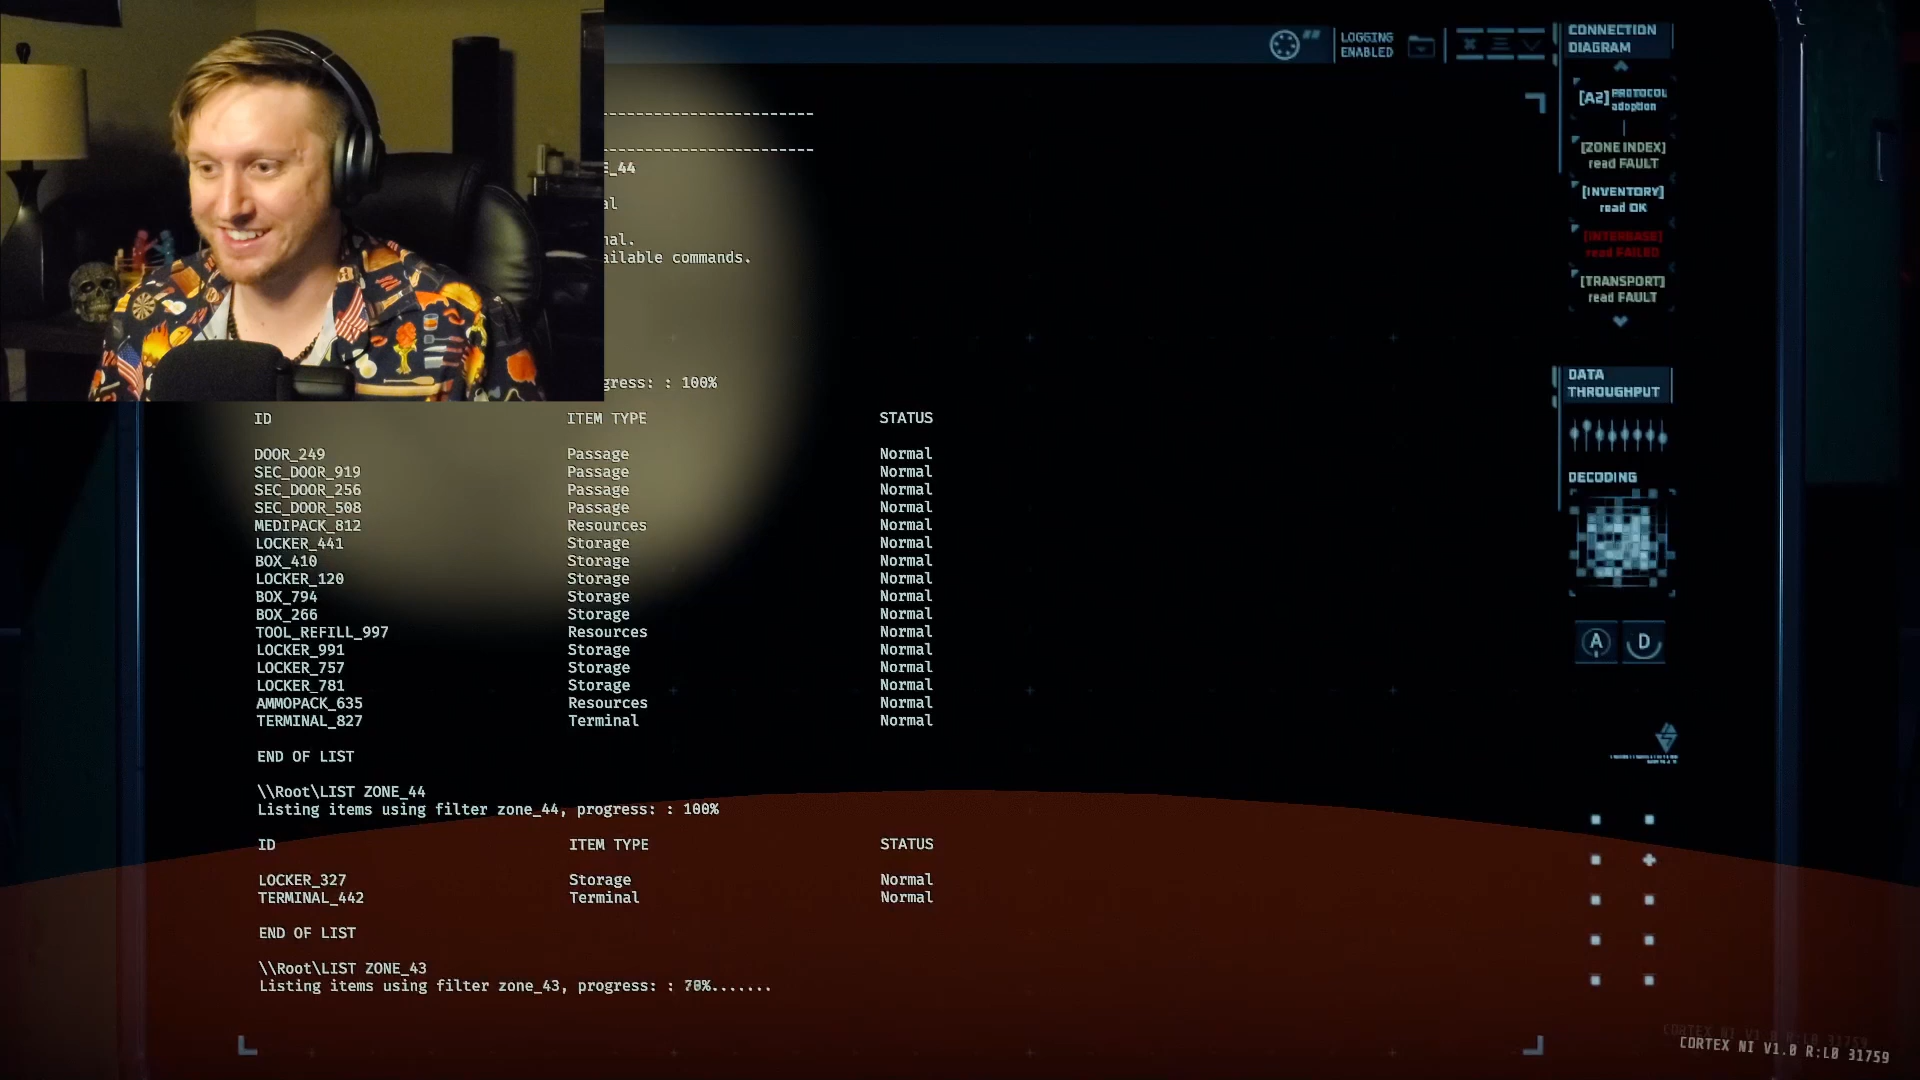 LOGGING
ENABLED
E_44
al
nal.
ailable commands.
gress: : 100%
ID ITEM TYPE STATUS
DOOR_249 Passage Normal
SEC_DOOR_919 Passage Normal
SEC_DOOR_256 Passage Normal
SEC_DOOR_508 Passage Normal
MEDIPACK_812 Resources Normal
LOCKER_441 Storage Normal
BOX_410 Storage Normal
LOCKER_120 Storage Normal
BOX_794 Storage Normal
BOX_266 Storage Normal
TOOL_REFILL_997 Resources Normal
LOCKER_991 Storage Normal
LOCKER_757 Storage Normal
LOCKER_781 Storage Normal
AMMOPACK_635 Resources Normal
TERMINAL_827 Terminal Normal
END OF LIST
\\Root\LIST ZONE_44
Listing items using filter zone_44, progress: : 100%
ID ITEM TYPE STATUS
LOCKER_327 Storage Normal
TERMINAL_442 Terminal Normal
END OF LIST
\\Root\LIST ZONE_43
Listing items using filter zone_43, progress: : 70%.......
CONNECTION
DIAGRAM
[A2] PROTOCOL
adoption
[ZONE INDEX]
read FAULT
[INVENTORY]
read OK
[INTERBASE]
read FAILED
[TRANSPORT]
read FAULT
DATA
THROUGHPUT
DECODING
A D
CORTEX NI V1.0 R:L0 31759